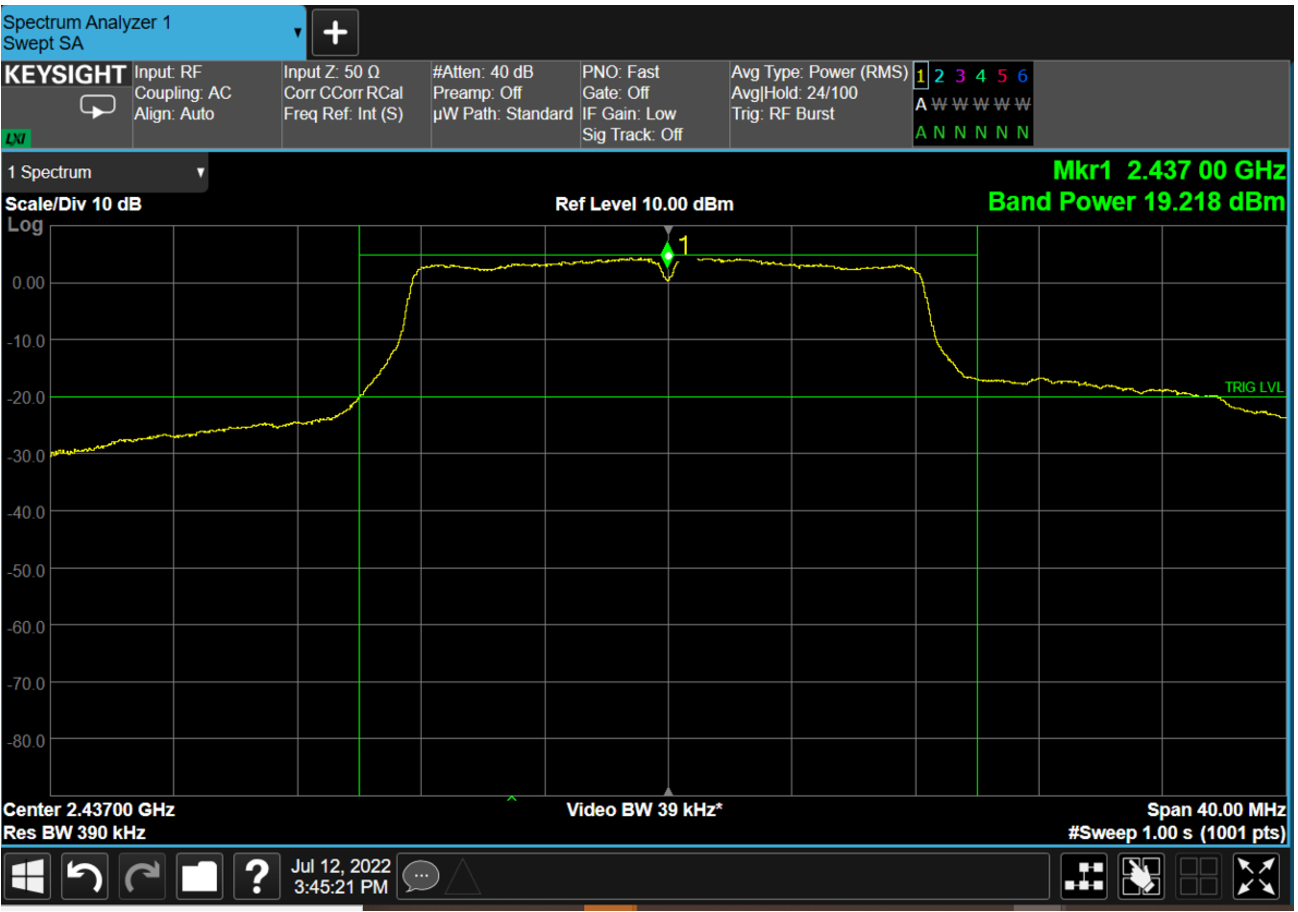 Spectrum Analyzer 1
Swept SA
KEYSIGHT
LXI
Input: RF
Coupling: AC
Align: Auto
Input Z: 50 Ω
Corr CCorr RCal
Freq Ref: Int (S)
#Atten: 40 dB
Preamp: Off
µW Path: Standard
PNO: Fast
Gate: Off
IF Gain: Low
Sig Track: Off
Avg Type: Power (RMS)
Avg|Hold: 24/100
Trig: RF Burst
1 2 3 4 5 6
A W W W W W
A N N N N N
1 Spectrum
Mkr1 2.437 00 GHz
Scale/Div 10 dB
Ref Level 10.00 dBm
Band Power 19.218 dBm
Log
1
0.00
-10.0
-20.0
TRIG LVL
-30.0
-40.0
-50.0
-60.0
-70.0
-80.0
Center 2.43700 GHz
Video BW 39 kHz*
Span 40.00 MHz
Res BW 390 kHz
#Sweep 1.00 s (1001 pts)
?
Jul 12, 2022
3:45:21 PM